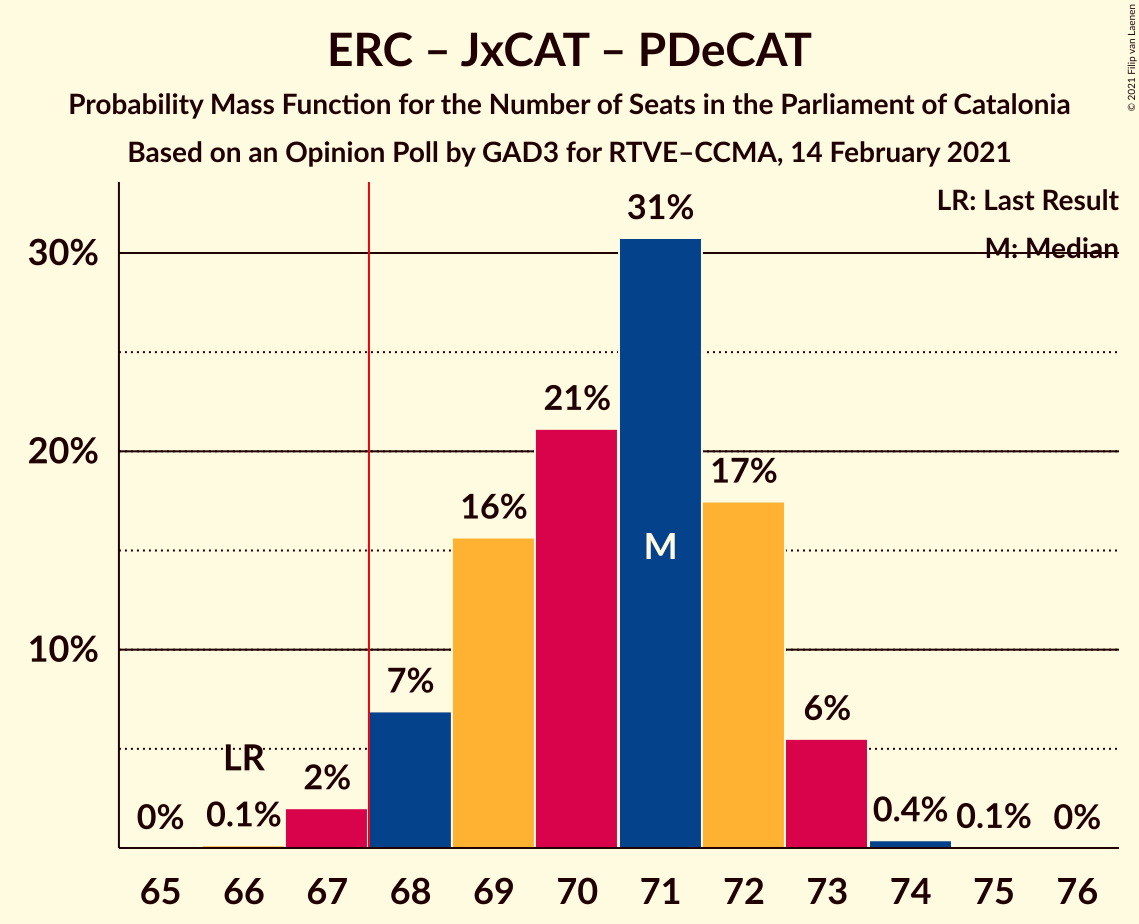 ERC – JxCAT – PDeCAT
Probability Mass Function for the Number of Seats in the Parliament of Catalonia
Based on an Opinion Poll by GAD3 for RTVE–CCMA, 14 February 2021
© 2021 Filip van Laenen
LR: Last Result
M: Median
30%
20%
10%
0%
LR
0.1%
2%
7%
16%
21%
31%
M
17%
6%
0.4%
0.1%
0%
65 66 67 68 69 70 71 72 73 74 75 76